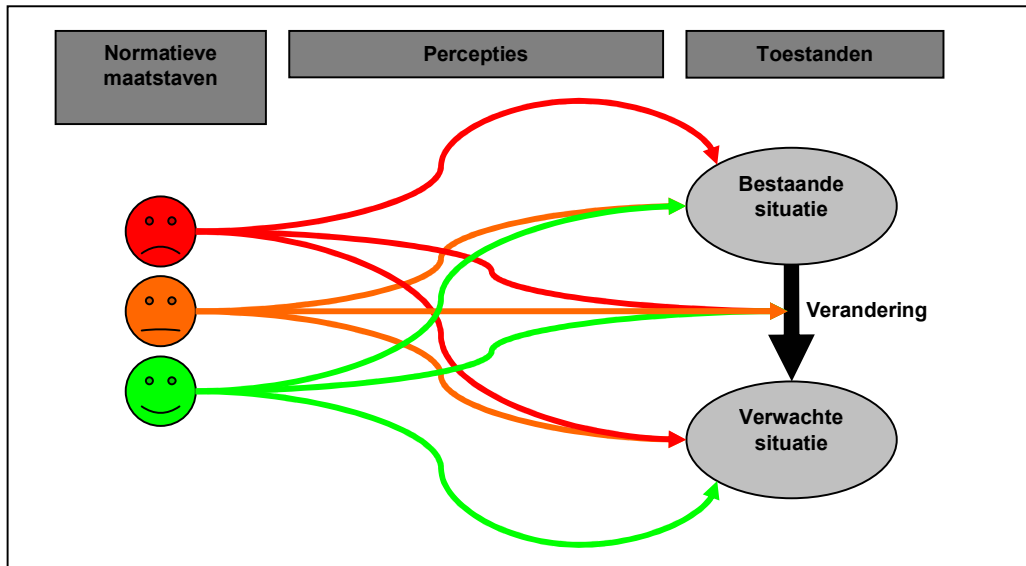 Normatieve
maatstaven
Percepties
Toestanden
Bestaande
situatie
Verandering
Verwachte
situatie